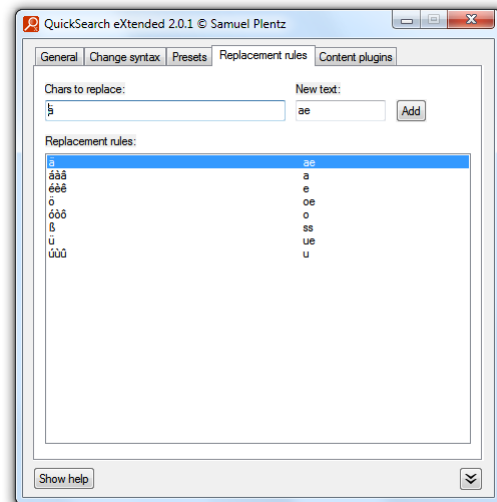 QuickSearch eXtended 2.0.1 © Samuel Plentz
General Change syntax Presets Replacement rules Content plugins
Chars to replace: New text:
ä ae Add
Replacement rules:
ä ae
áàâ a
éèê e
ö oe
óòô o
ß ss
ü ue
úùû u
Show help